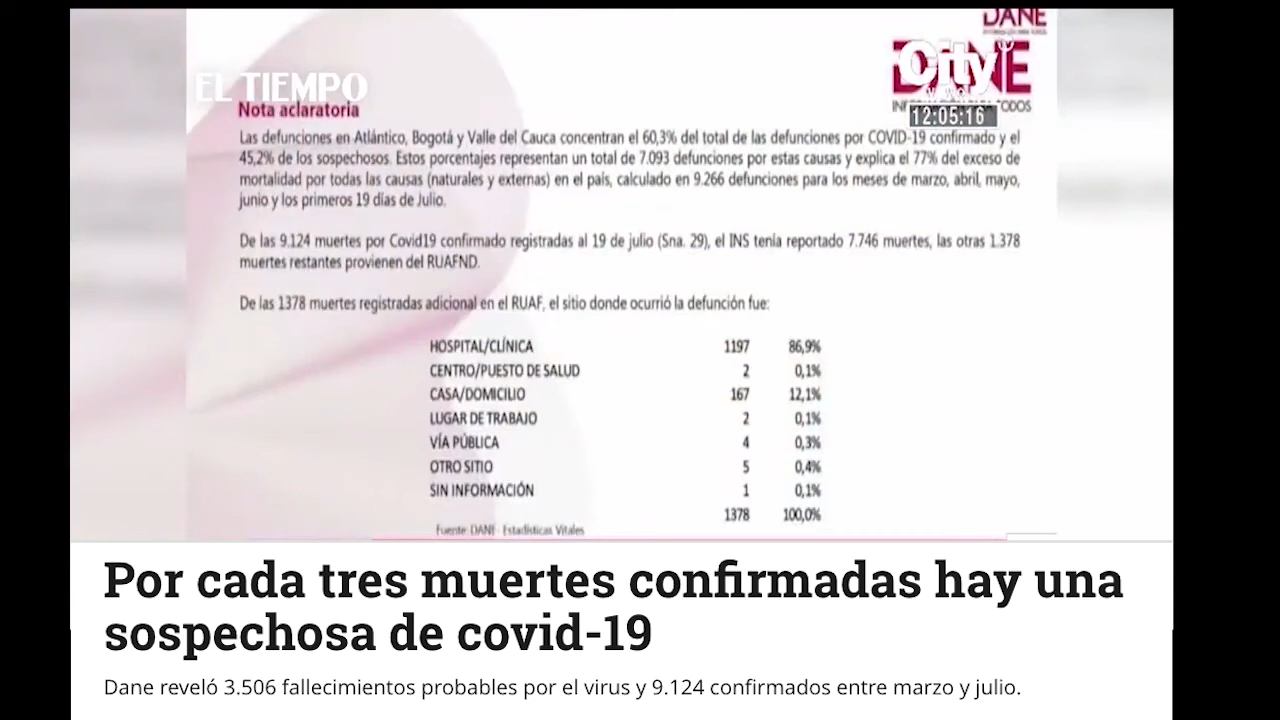 DANE
EL TIEMPO
City
DANE
12:05:16
Nota aclaratoria
Las defunciones en Atlántico, Bogotá y Valle del Cauca concentran el 60,3% del total de las defunciones por COVID-19 confirmado y el
45,2% de los sospechosos. Estos porcentajes representan un total de 7.093 defunciones por estas causas y explica el 77% del exceso de
mortalidad por todas las causas (naturales y externas) en el país, calculado en 9.266 defunciones para los meses de marzo, abril, mayo,
junio y los primeros 19 días de Julio.
De las 9.124 muertes por Covid19 confirmado registradas al 19 de julio (Sna. 29), el INS tenía reportado 7.746 muertes, las otras 1.378
muertes restantes provienen del RUAFND.
De las 1378 muertes registradas adicional en el RUAF, el sitio donde ocurrió la defunción fue:
HOSPITAL/CLÍNICA 1197 86,9%
CENTRO/PUESTO DE SALUD 2 0,1%
CASA/DOMICILIO 167 12,1%
LUGAR DE TRABAJO 2 0,1%
VÍA PÚBLICA 4 0,3%
OTRO SITIO 5 0,4%
SIN INFORMACIÓN 1 0,1%
1378 100,0%
Fuente: DANE - Estadísticas Vitales
Por cada tres muertes confirmadas hay una
sospechosa de covid-19
Dane reveló 3.506 fallecimientos probables por el virus y 9.124 confirmados entre marzo y julio.